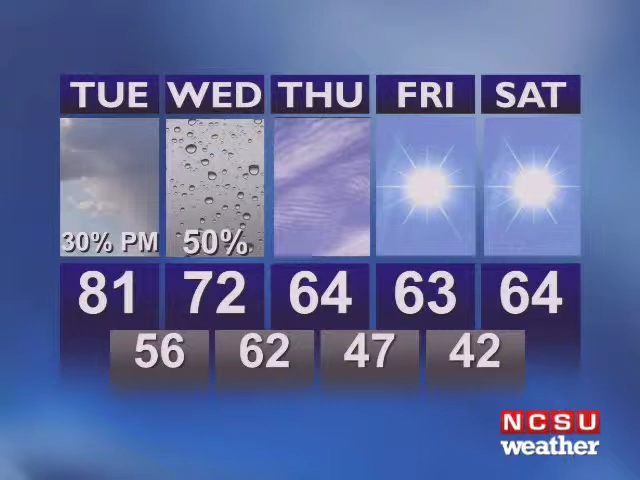 TUE WED THU FRI SAT
30% PM 50%
81 72 64 63 64
56 62 47 42
NCSU
weather